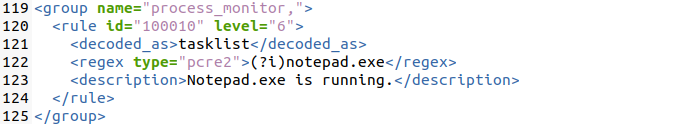 119 <group name="process_monitor,">
120   <rule id="100010" level="6">
121     <decoded_as>tasklist</decoded_as>
122     <regex type="pcre2">(?i)notepad.exe</regex>
123     <description>Notepad.exe is running.</description>
124   </rule>
125 </group>